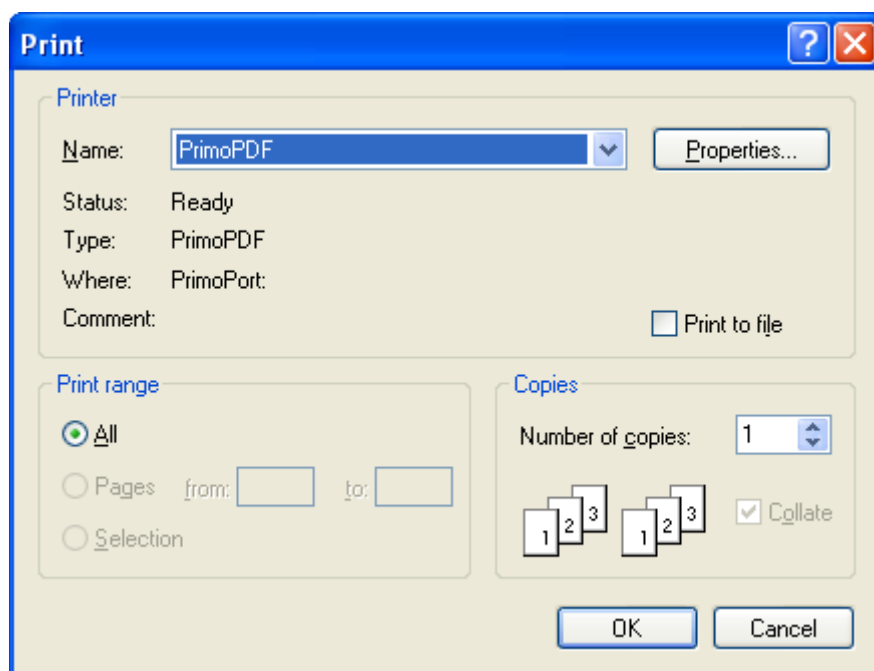 Print
Printer
Name: PrimoPDF Properties...
Status: Ready
Type: PrimoPDF
Where: PrimoPort:
Comment:
Print to file
Print range
All
Pages from: to:
Selection
Copies
Number of copies: 1
1 2 3 1 2 3
Collate
OK Cancel